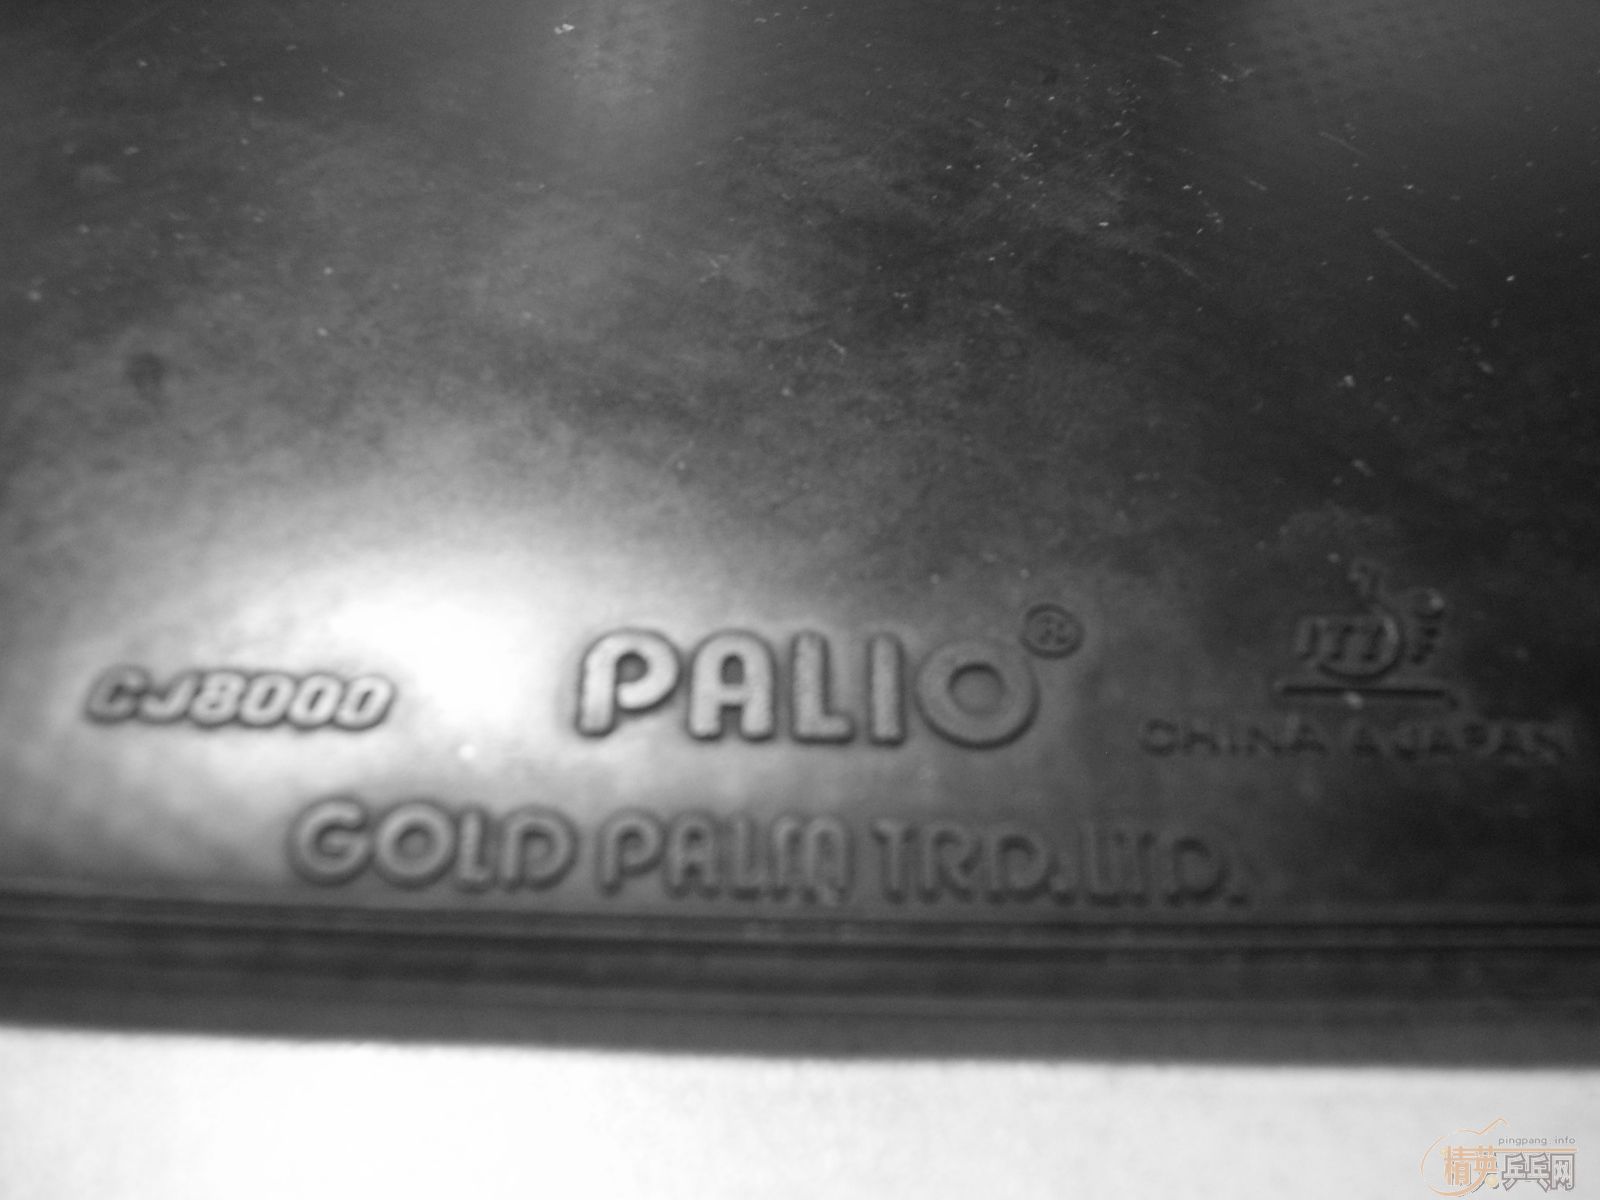 CJ8000 PALIO® ITTF
CHINA & JAPAN
GOLD PALM TRD.LTD.
pingpang.info
精英乒乓网